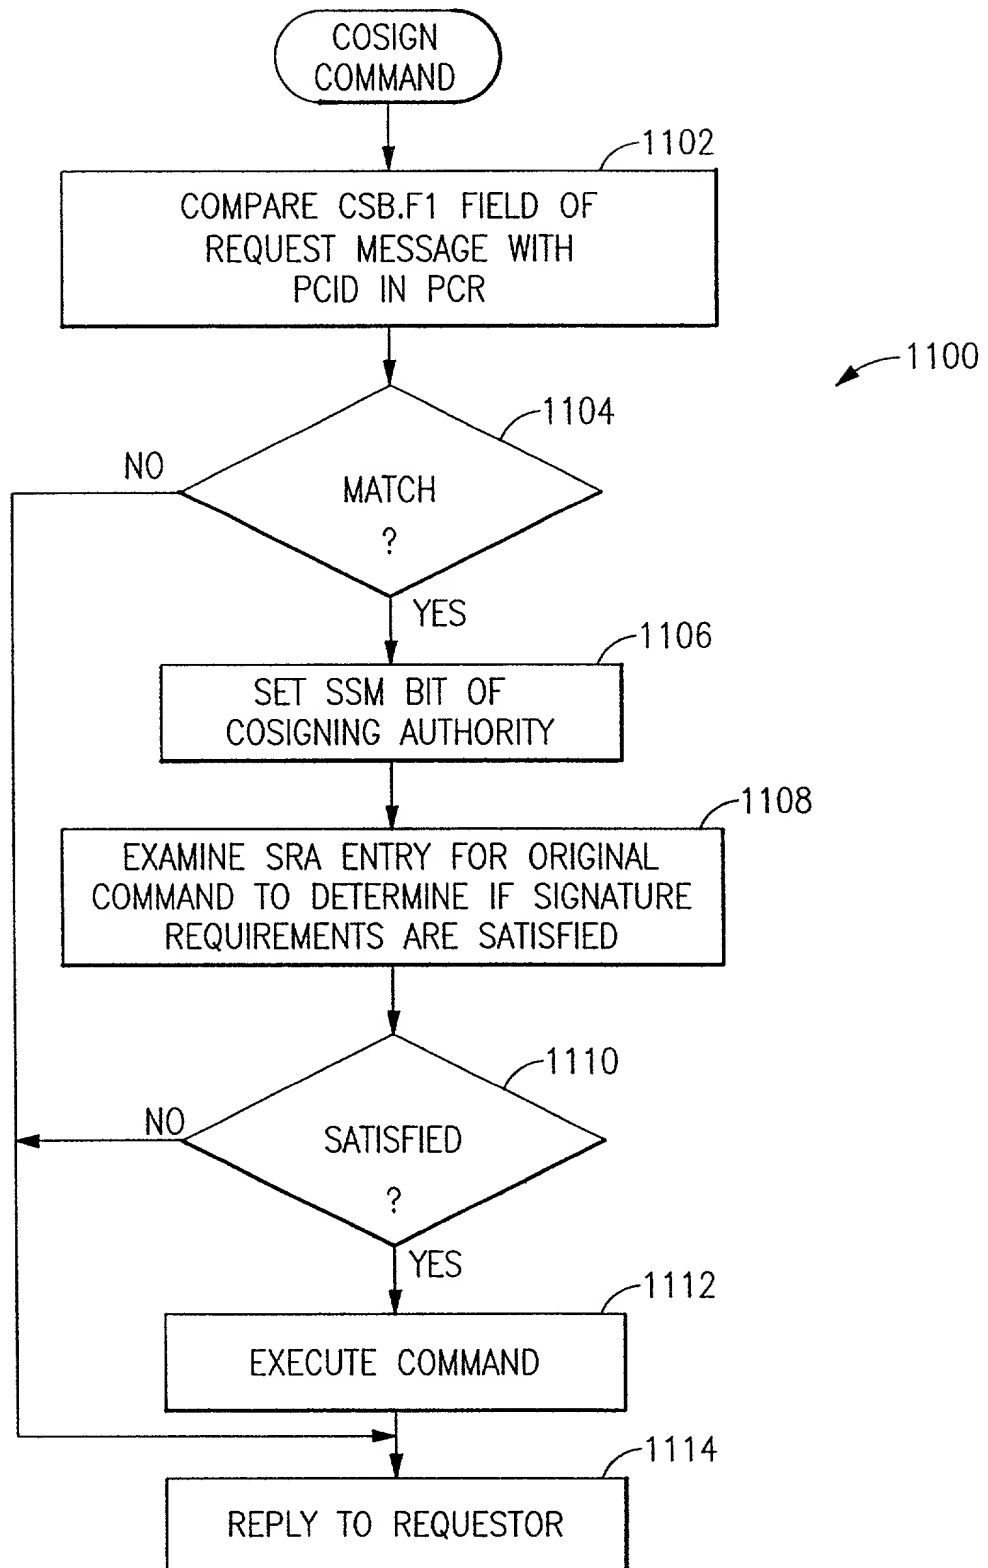 COSIGN
COMMAND
1102
COMPARE CSB.F1 FIELD OF
REQUEST MESSAGE WITH
PCID IN PCR
1100
1104
NO
MATCH
?
YES
1106
SET SSM BIT OF
COSIGNING AUTHORITY
1108
EXAMINE SRA ENTRY FOR ORIGINAL
COMMAND TO DETERMINE IF SIGNATURE
REQUIREMENTS ARE SATISFIED
1110
NO
SATISFIED
?
YES
1112
EXECUTE COMMAND
1114
REPLY TO REQUESTOR